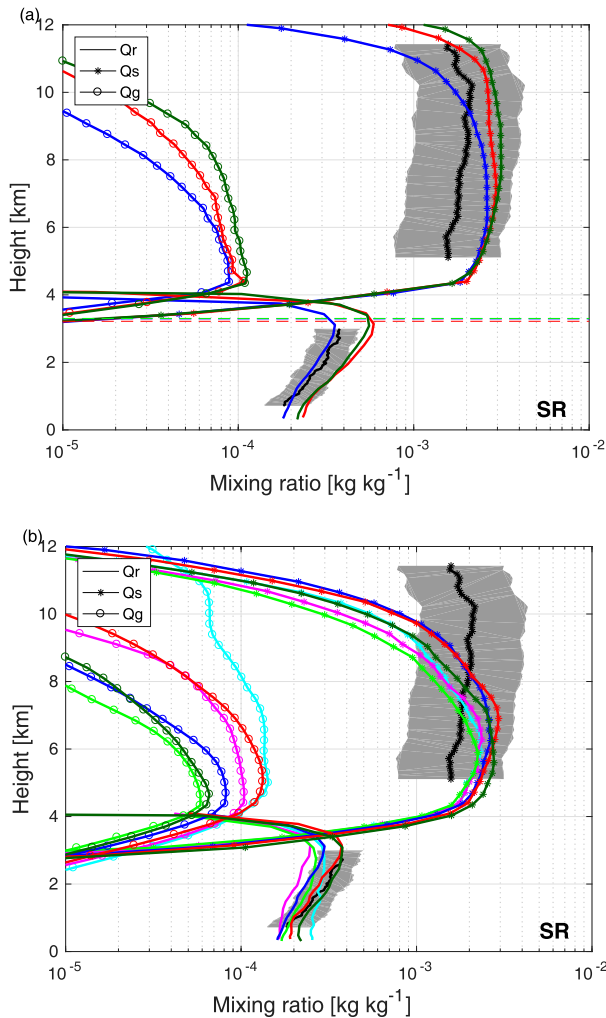 (a)
12
Qr
Qs
Qg
10
8
6
4
2
0
Height [km]
SR
10-5
10-4
10-3
10-2
Mixing ratio [kg kg-1]
(b)
12
Qr
Qs
Qg
10
8
6
4
2
0
Height [km]
SR
10-5
10-4
10-3
10-2
Mixing ratio [kg kg-1]